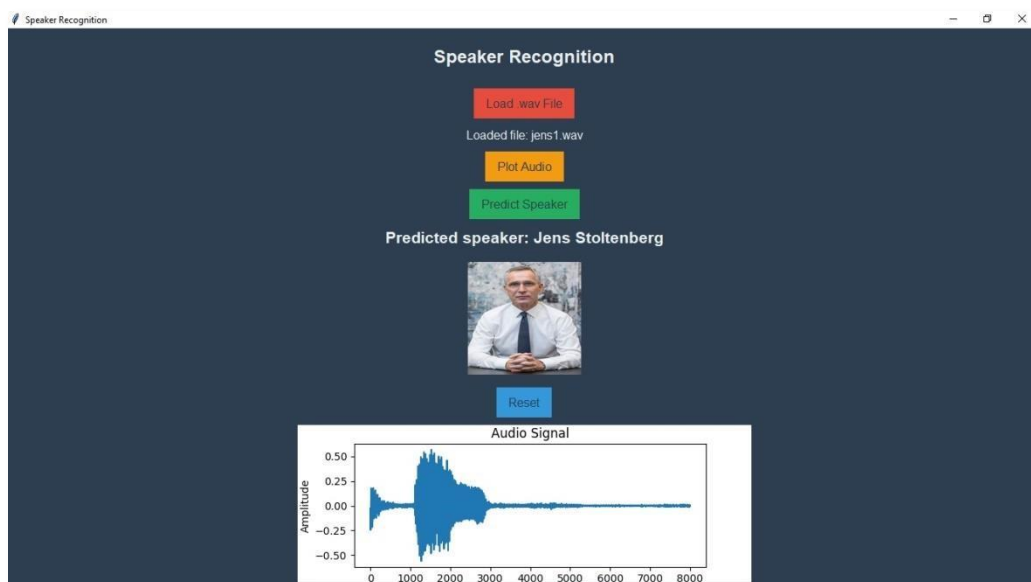 Speaker Recognition
Speaker Recognition
Load .wav File
Loaded file: jens1.wav
Plot Audio
Predict Speaker
Predicted speaker: Jens Stoltenberg
Reset
Audio Signal
Amplitude
0.50
0.25
0.00
−0.25
−0.50
0 1000 2000 3000 4000 5000 6000 7000 8000